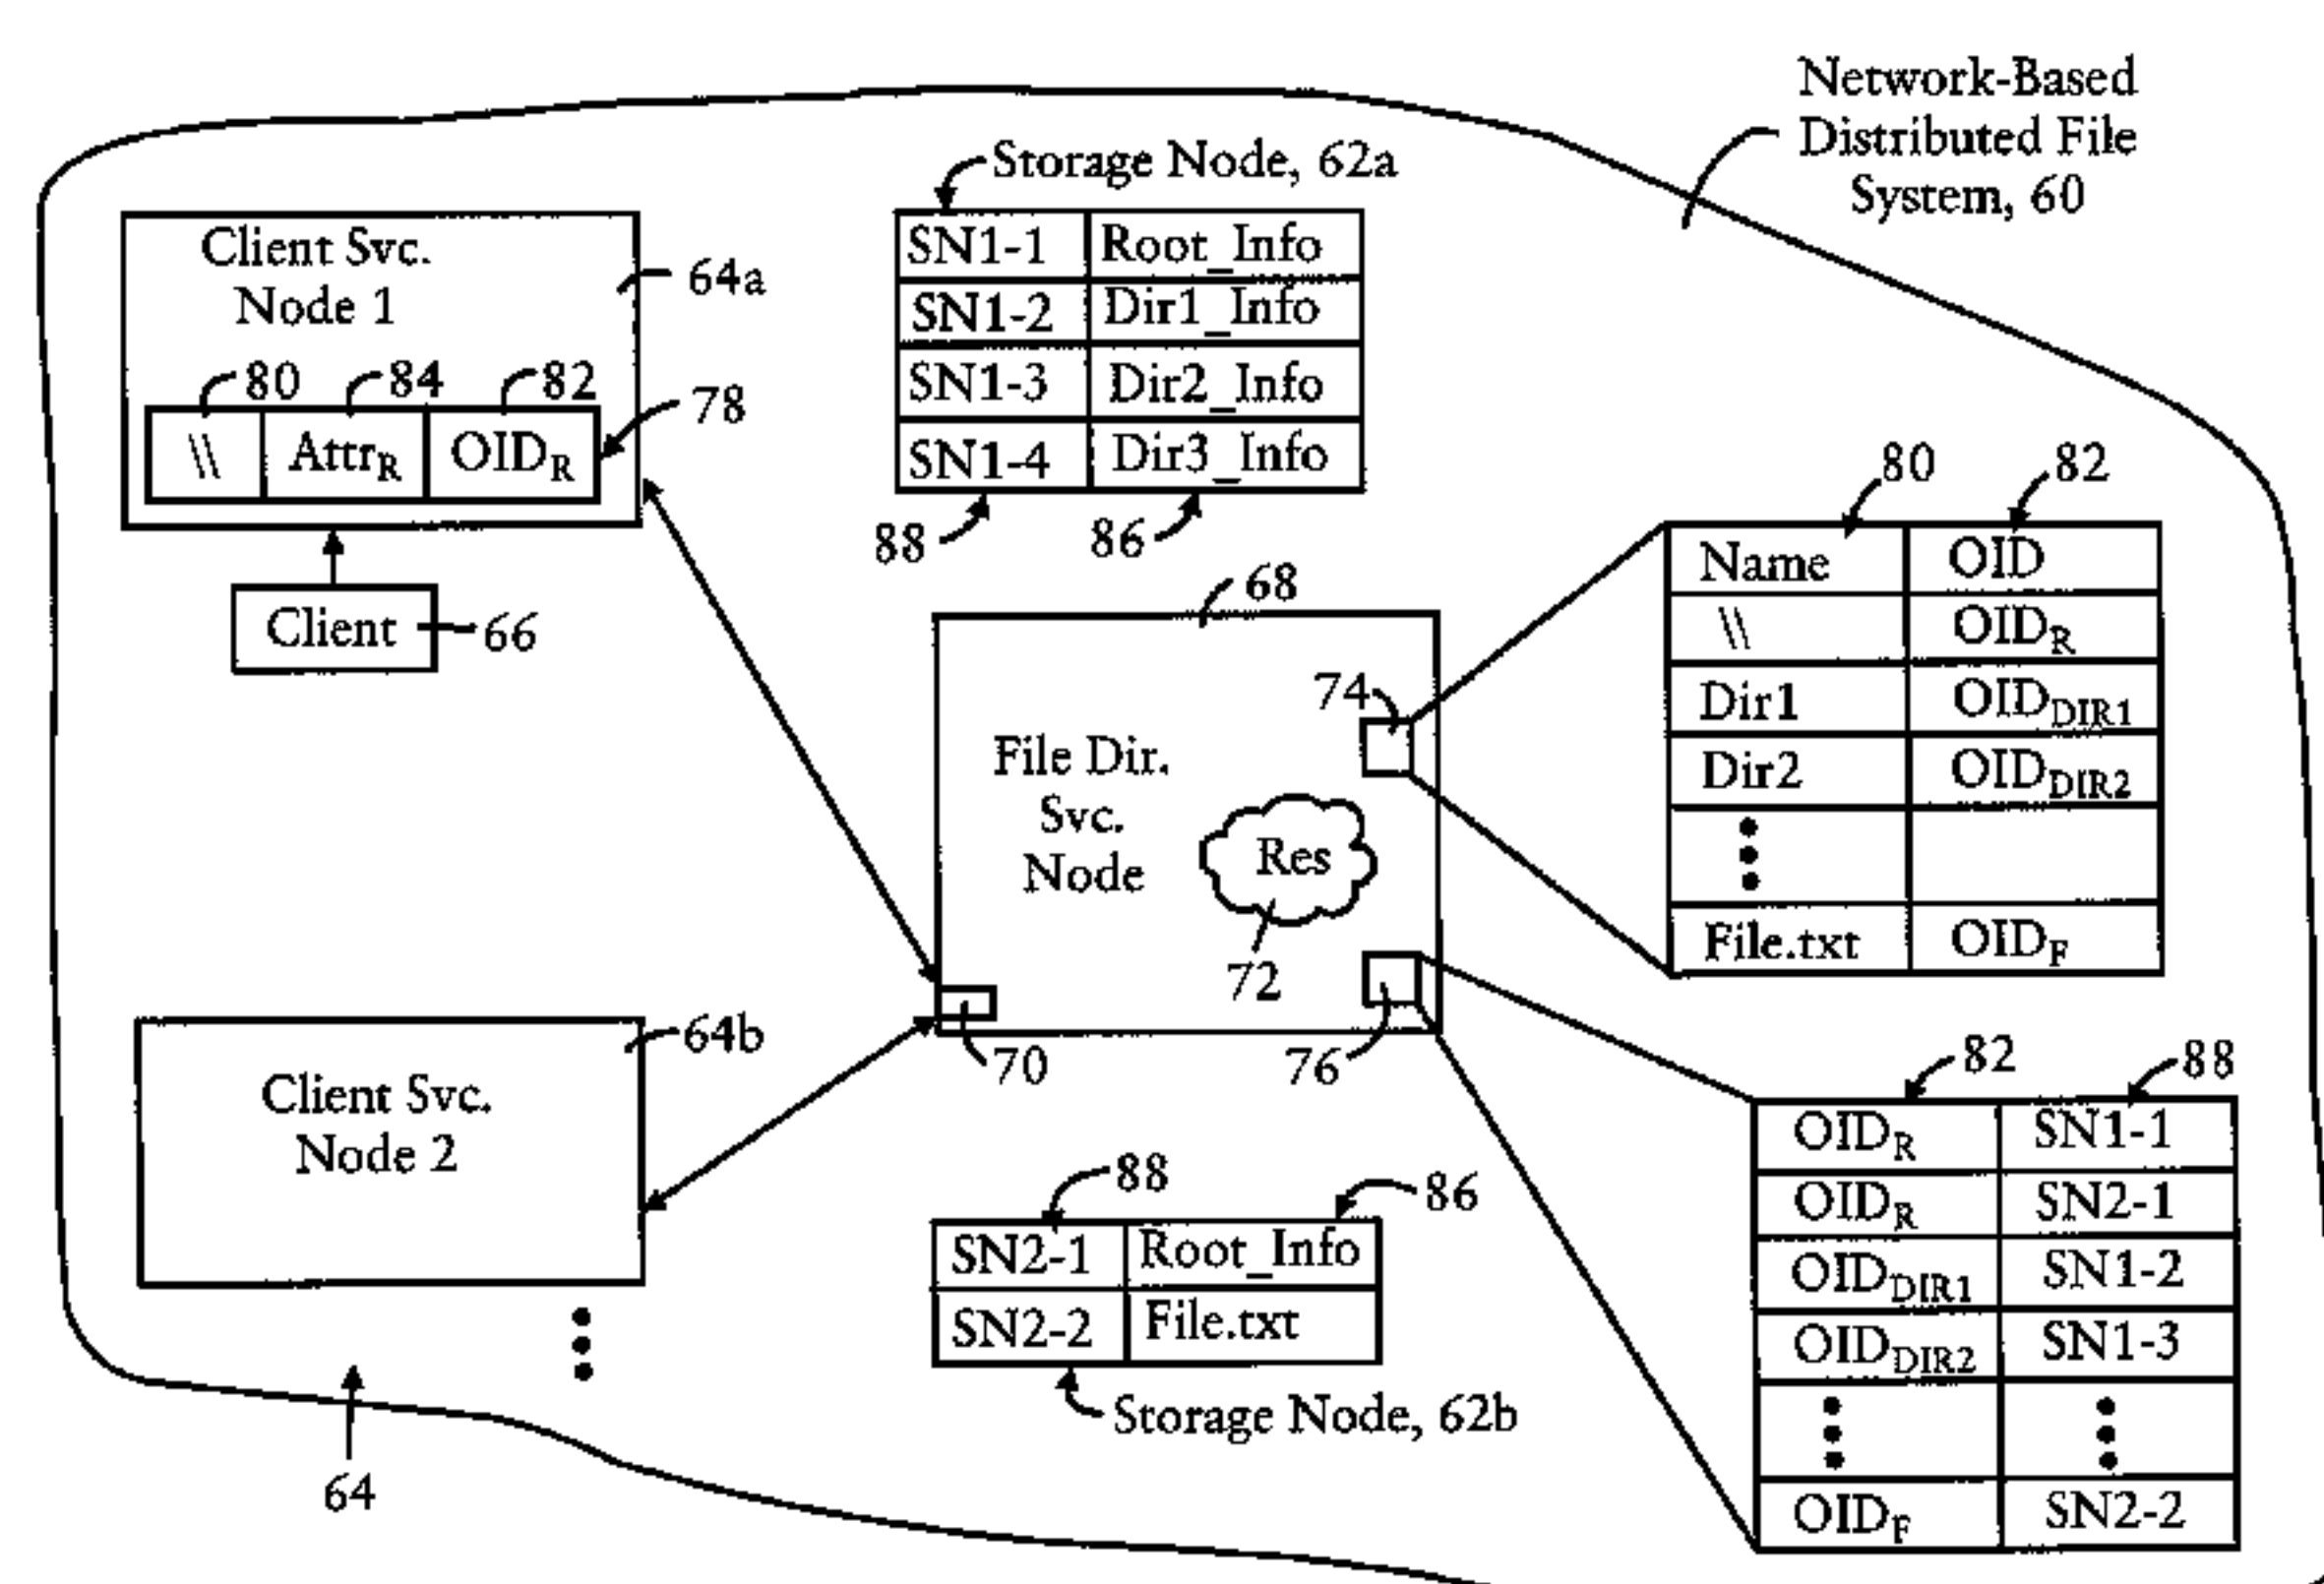 Network-Based
Distributed File
System, 60
Storage Node, 62a
SN1-1 Root_Info
SN1-2 Dir1_Info
SN1-3 Dir2_Info
SN1-4 Dir3_Info
88 86
Client Svc.
Node 1
64a
80 84 82
78
\\ AttrR OIDR
Client
66
68
File Dir.
Svc.
Node
74
Res
72
70
76
80 82
Name OID
\\ OIDR
Dir1 OIDDIR1
Dir2 OIDDIR2
File.txt OIDF
64b
Client Svc.
Node 2
64
88 86
SN2-1 Root_Info
SN2-2 File.txt
Storage Node, 62b
82 88
OIDR SN1-1
OIDR SN2-1
OIDDIR1 SN1-2
OIDDIR2 SN1-3
OIDF SN2-2